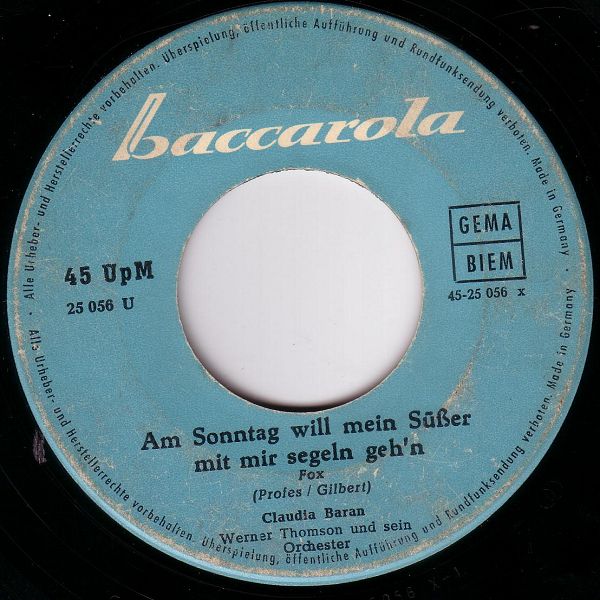 Alle Urheber- und Herstellerrechte vorbehalten. Überspielung, öffentliche Aufführung und Rundfunksendung verboten. Made in Germany
baccarola
45 UpM
25 056 U
GEMA
BIEM
45-25 056 x
Am Sonntag will mein Süßer
mit mir segeln geh'n
Fox
(Profes / Gilbert)
Claudia Baran
Werner Thomson und sein
Orchester
Alle Urheber- und Herstellerrechte vorbehalten. Überspielung, öffentliche Aufführung und Rundfunksendung verboten. Made in Germany